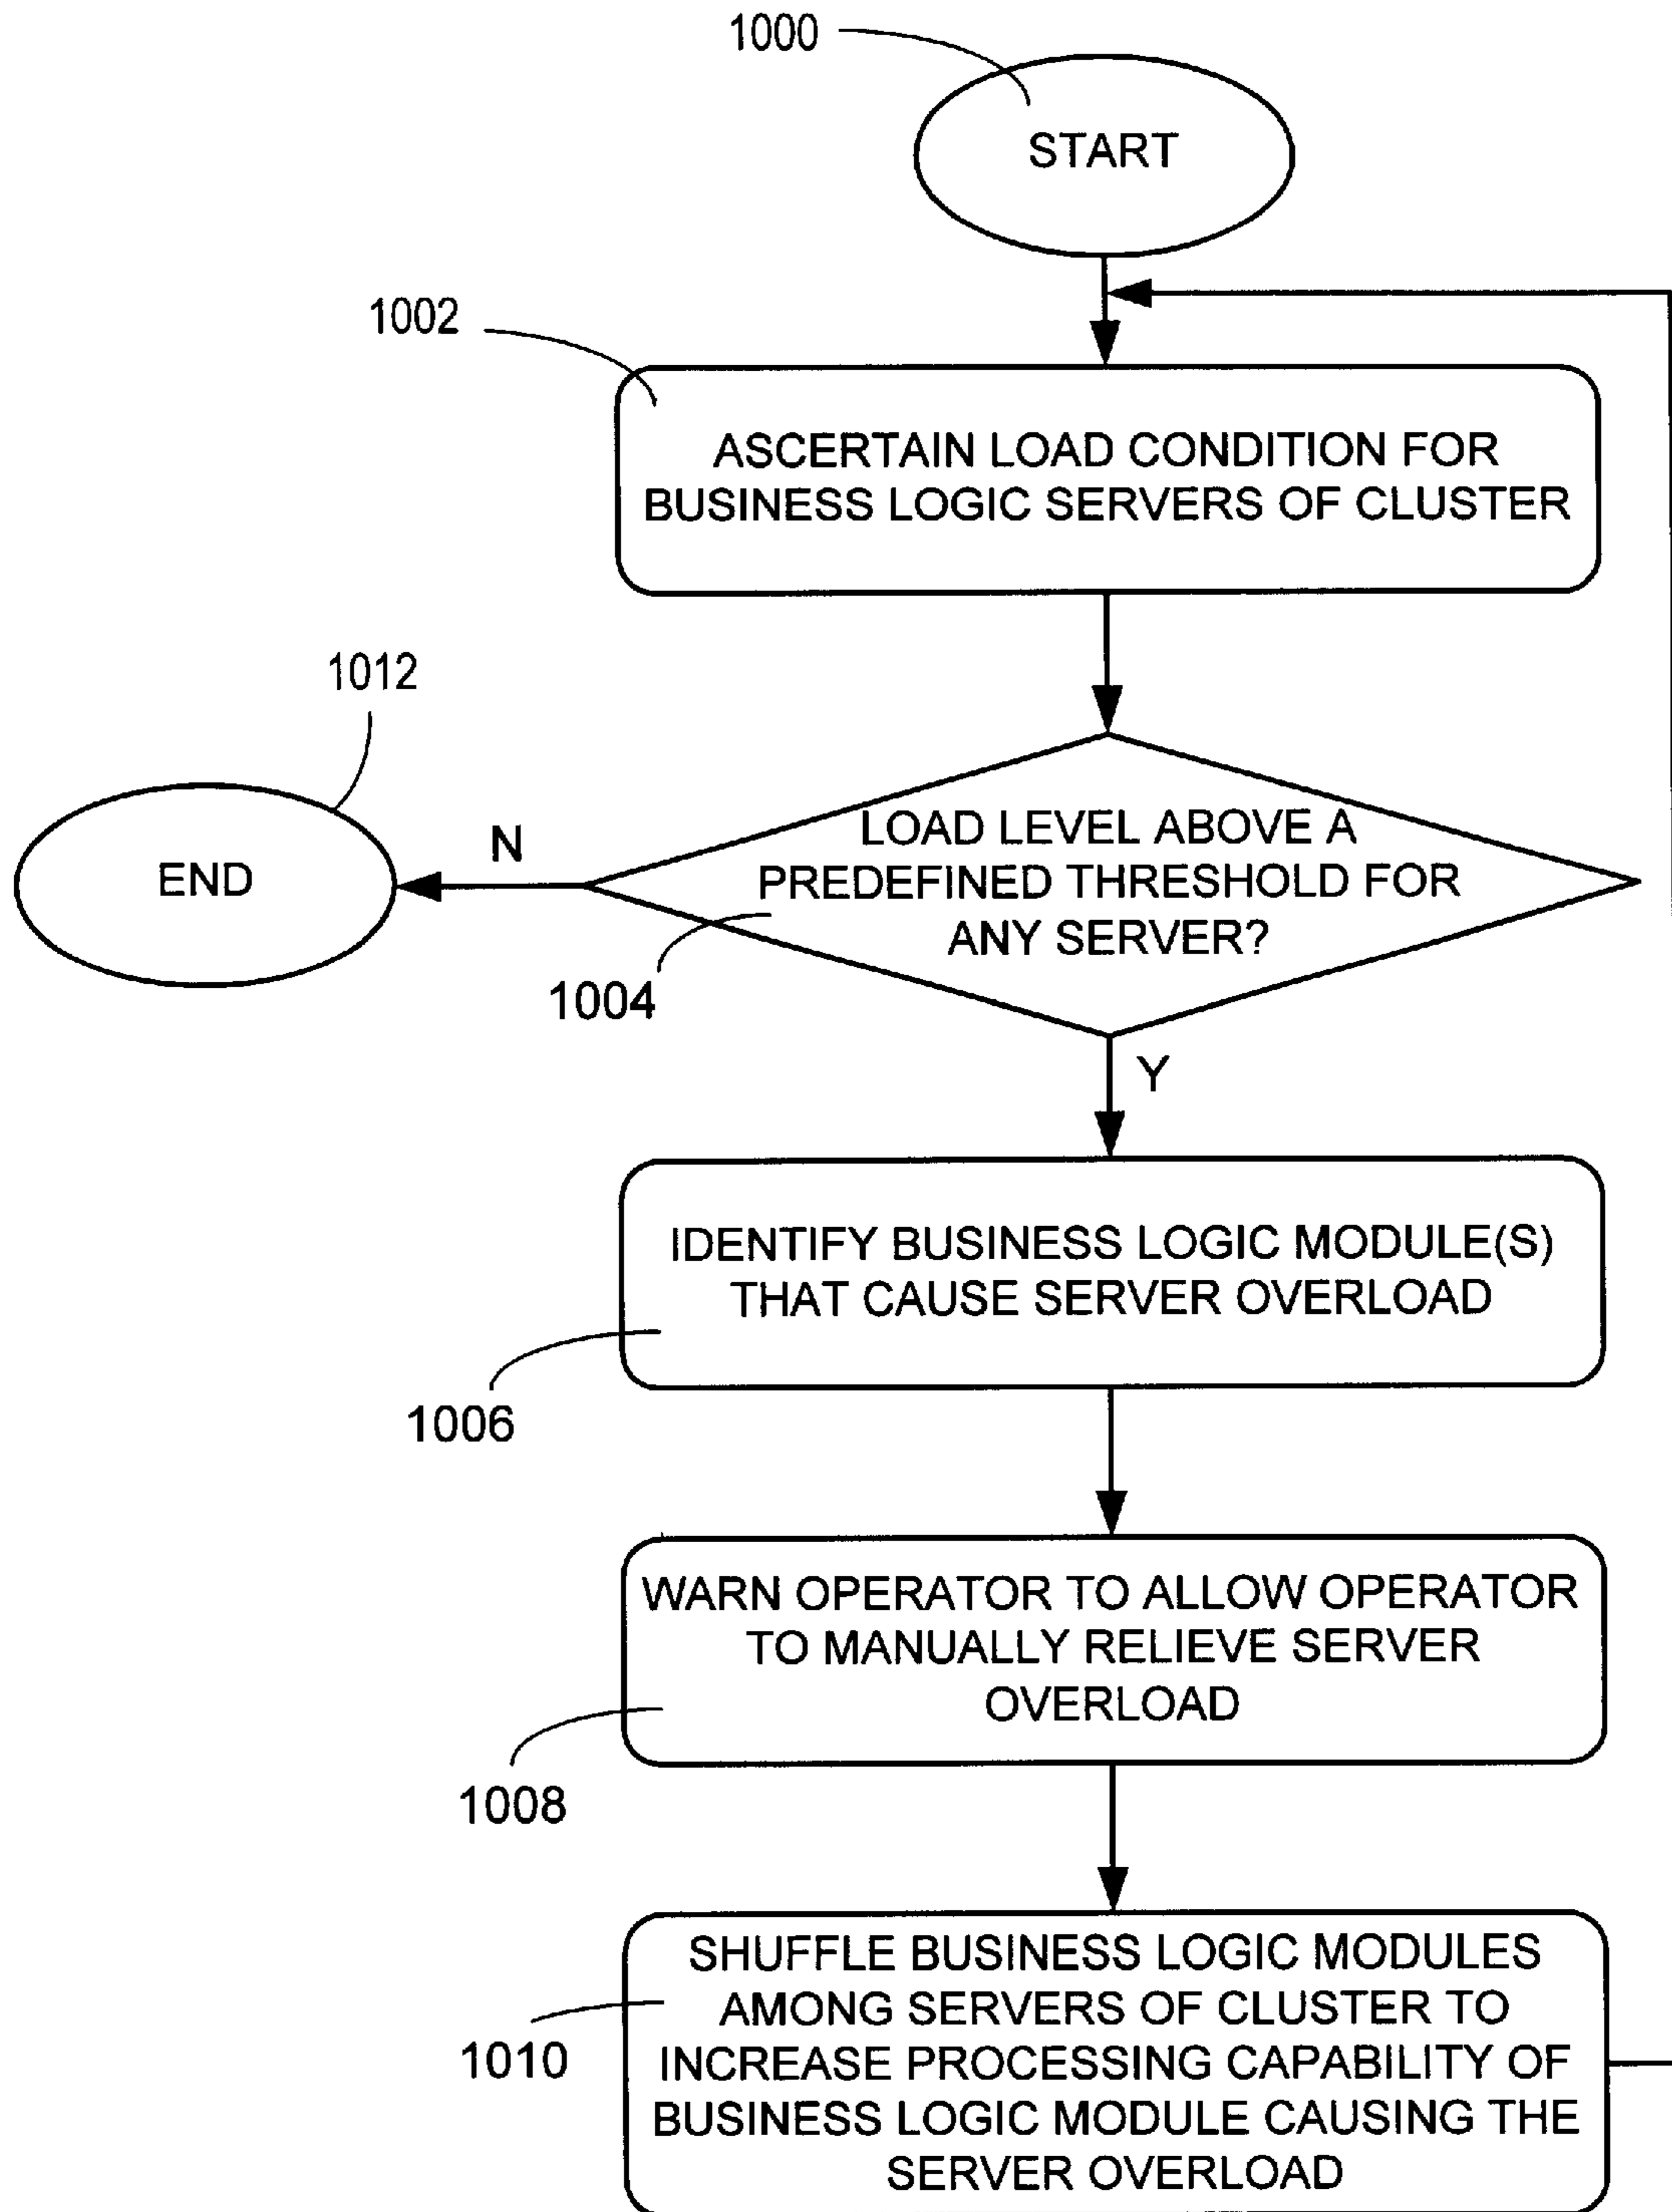 1000
START
1002
ASCERTAIN LOAD CONDITION FOR
BUSINESS LOGIC SERVERS OF CLUSTER
1012
END
N
LOAD LEVEL ABOVE A
PREDEFINED THRESHOLD FOR
ANY SERVER?
1004
Y
IDENTIFY BUSINESS LOGIC MODULE(S)
THAT CAUSE SERVER OVERLOAD
1006
WARN OPERATOR TO ALLOW OPERATOR
TO MANUALLY RELIEVE SERVER
OVERLOAD
1008
SHUFFLE BUSINESS LOGIC MODULES
AMONG SERVERS OF CLUSTER TO
INCREASE PROCESSING CAPABILITY OF
BUSINESS LOGIC MODULE CAUSING THE
SERVER OVERLOAD
1010